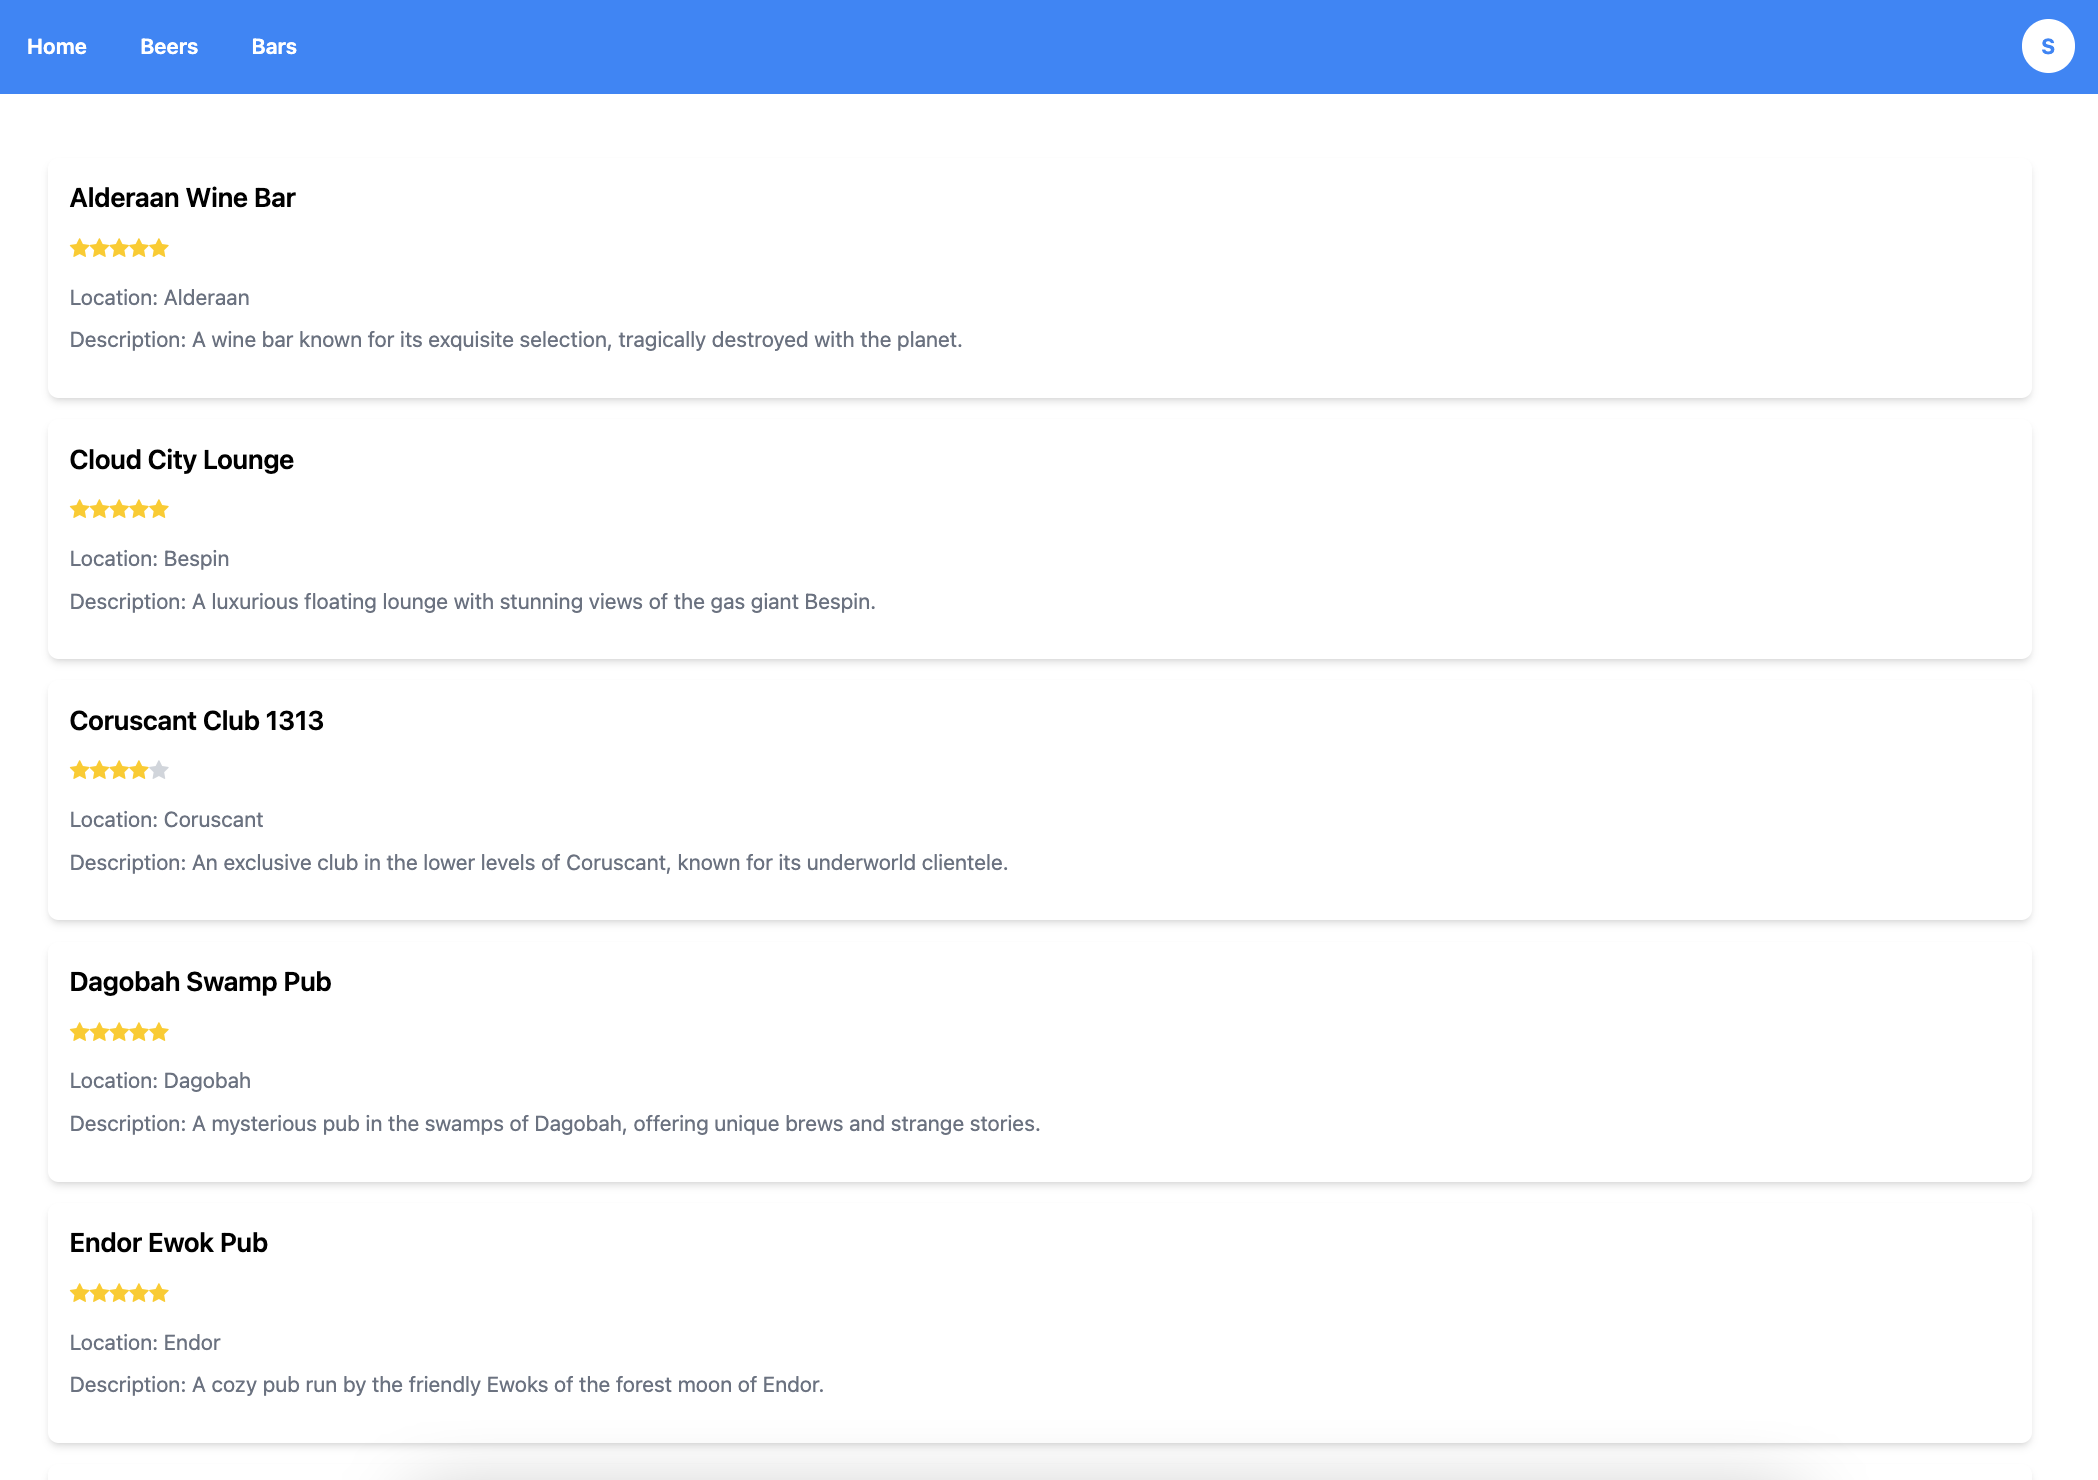 Home Beers Bars S
Alderaan Wine Bar
Location: Alderaan
Description: A wine bar known for its exquisite selection, tragically destroyed with the planet.
Cloud City Lounge
Location: Bespin
Description: A luxurious floating lounge with stunning views of the gas giant Bespin.
Coruscant Club 1313
Location: Coruscant
Description: An exclusive club in the lower levels of Coruscant, known for its underworld clientele.
Dagobah Swamp Pub
Location: Dagobah
Description: A mysterious pub in the swamps of Dagobah, offering unique brews and strange stories.
Endor Ewok Pub
Location: Endor
Description: A cozy pub run by the friendly Ewoks of the forest moon of Endor.